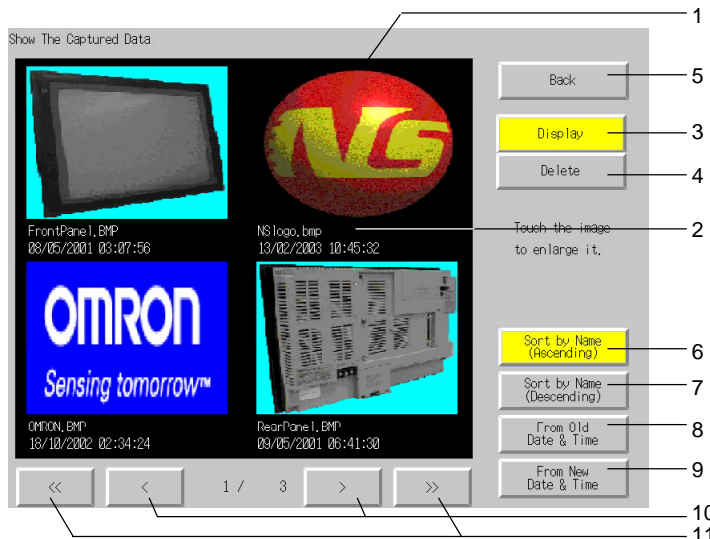 1
Show The Captured Data
Back
5
Display
3
Delete
4
NS
FrontPanel.BMP
08/05/2001 03:07:56
NSlogo.bmp
13/02/2003 10:45:32
2
Touch the image
to enlarge it.
OMRON
Sensing tomorrow™
Sort by Name
(Ascending)
6
Sort by Name
(Descending)
7
OMRON.BMP
18/10/2002 02:34:24
RearPanel.BMP
09/05/2001 06:41:30
From Old
Date & Time
8
From New
Date & Time
9
<<
<
1 / 3
>
>>
10
11